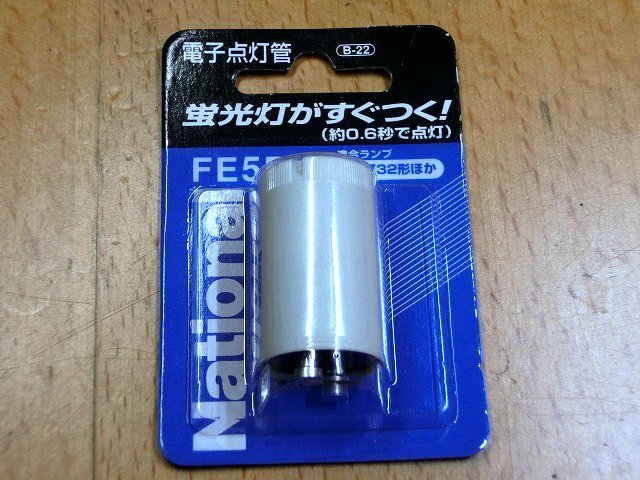 電子点灯管
B-22
蛍光灯がすぐつく!
(約0.6秒で点灯)
FE5
適合ランプ
32形ほか
National